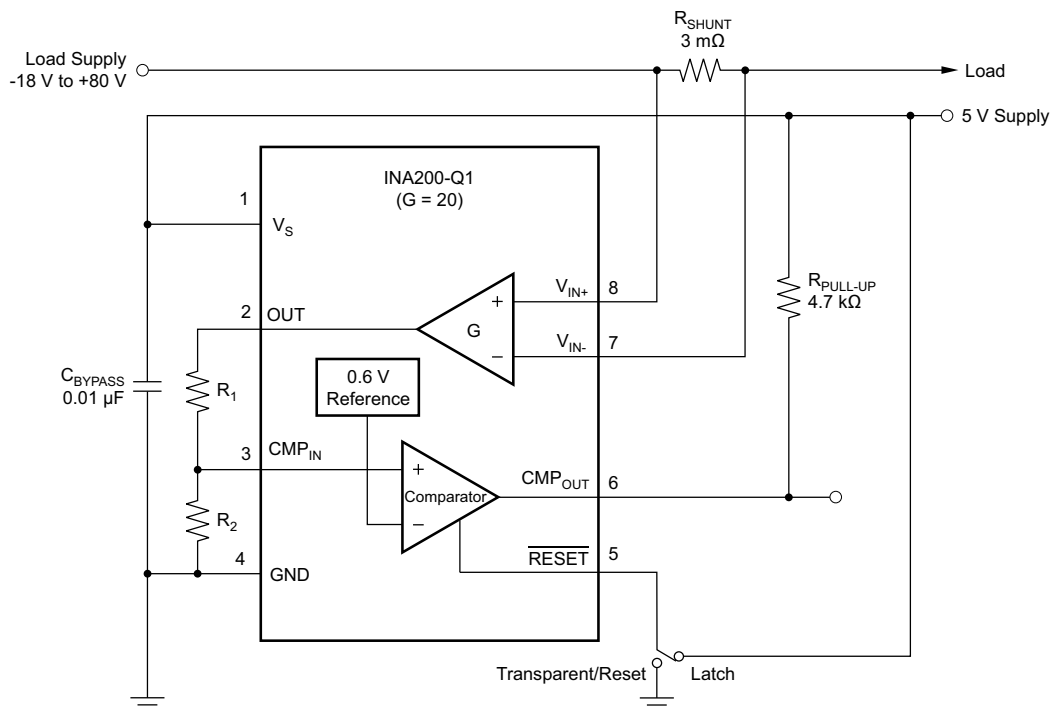 R_SHUNT
3 mΩ
Load Supply
-18 V to +80 V
Load
5 V Supply
INA200-Q1
(G = 20)
1
V_S
R_PULL-UP
4.7 kΩ
V_IN+
8
+
G
2
OUT
V_IN-
7
−
C_BYPASS
0.01 µF
R_1
0.6 V
Reference
3
CMP_IN
+
Comparator
−
CMP_OUT
6
R_2
RESET
5
4
GND
Transparent/Reset
Latch